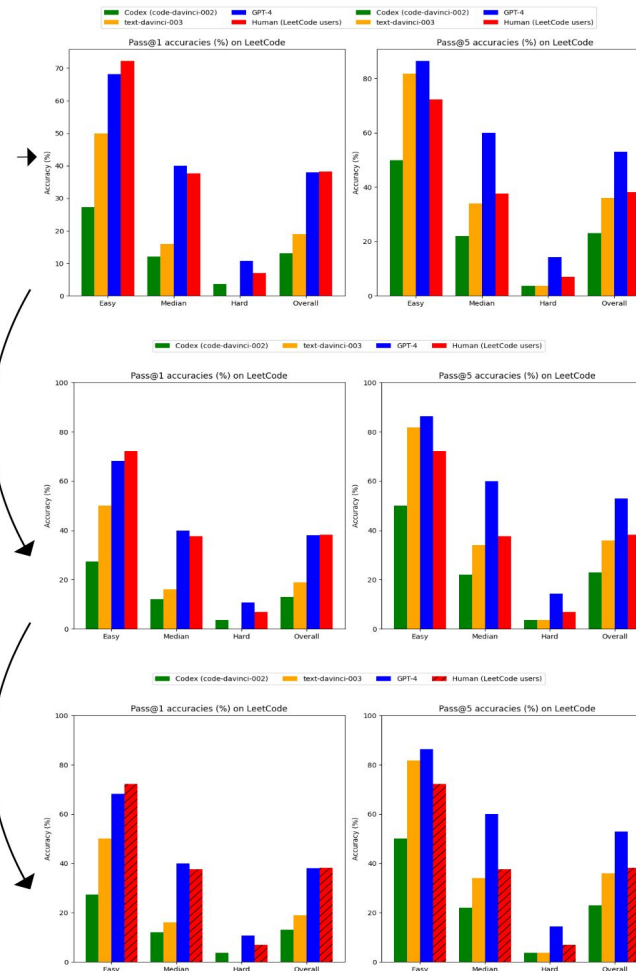 Codex (code-davinci-002) GPT-4 Codex (code-davinci-002) GPT-4
text-davinci-003 Human (LeetCode users) text-davinci-003 Human (LeetCode users)
Pass@1 accuracies (%) on LeetCode
Accuracy (%)
70
60
50
40
30
20
10
0
Easy Median Hard Overall
Pass@5 accuracies (%) on LeetCode
80
60
40
20
0
Easy Median Hard Overall
Codex (code-davinci-002) text-davinci-003 GPT-4 Human (LeetCode users)
Pass@1 accuracies (%) on LeetCode
Accuracy (%)
100
80
60
40
20
0
Easy Median Hard Overall
Pass@5 accuracies (%) on LeetCode
Accuracy (%)
100
80
60
40
20
0
Easy Median Hard Overall
Codex (code-davinci-002) text-davinci-003 GPT-4 Human (LeetCode users)
Pass@1 accuracies (%) on LeetCode
Accuracy (%)
100
80
60
40
20
0
Easy Median Hard Overall
Pass@5 accuracies (%) on LeetCode
Accuracy (%)
100
80
60
40
20
0
Easy Median Hard Overall